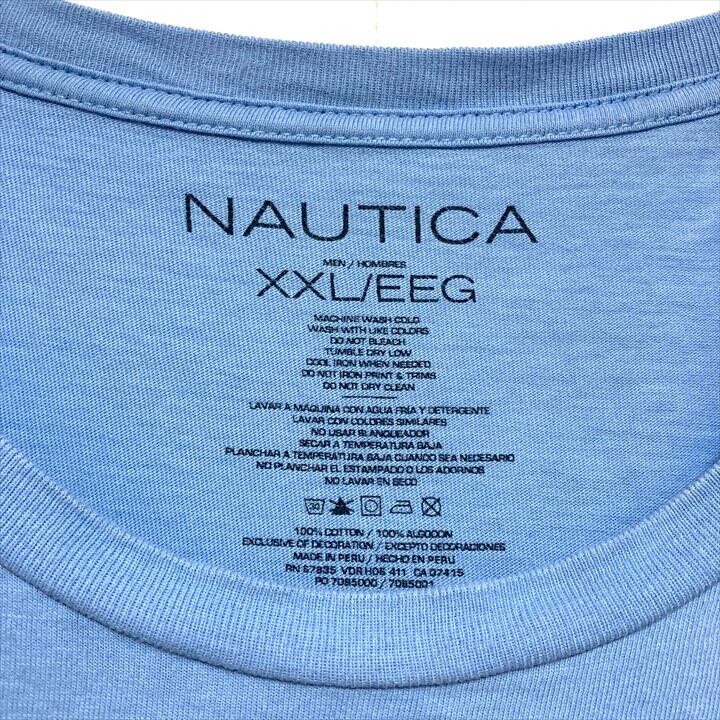 NAUTICA
MEN / HOMBRES
XXL/EEG
MACHINE WASH COLD
WASH WITH LIKE COLORS
DO NOT BLEACH
TUMBLE DRY LOW
COOL IRON WHEN NEEDED
DO NOT IRON PRINT & TRIMS
DO NOT DRY CLEAN
LAVAR A MAQUINA CON AGUA FRIA Y DETERGENTE
LAVAR CON COLORES SIMILARES
NO USAR BLANQUEADOR
SECAR A TEMPERATURA BAJA
PLANCHAR A TEMPERATURA BAJA CUANDO SEA NECESARIO
NO PLANCHAR EL ESTAMPADO O LOS ADORNOS
NO LAVAR EN SECO
30
100% COTTON / 100% ALGODON
EXCLUSIVE OF DECORATION / EXCEPTO DECORACIONES
MADE IN PERU / HECHO EN PERU
RN 67835 VDR H06 411 CA 07415
PO 7085000 / 7085001